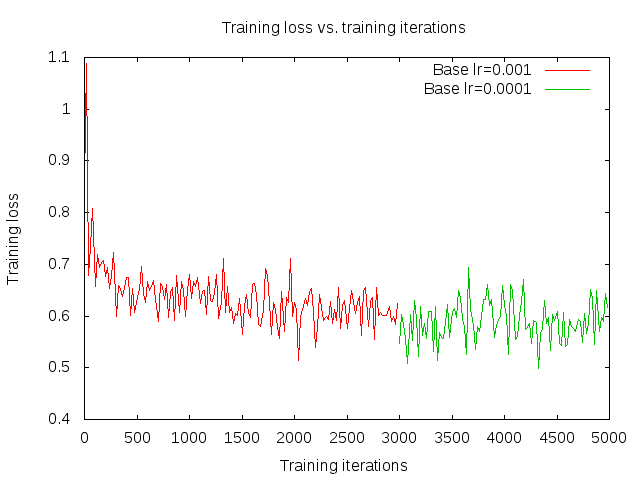 Training loss vs. training iterations
Base lr=0.001
Base lr=0.0001
Training loss
1.1
1
0.9
0.8
0.7
0.6
0.5
0.4
0 500 1000 1500 2000 2500 3000 3500 4000 4500 5000
Training iterations